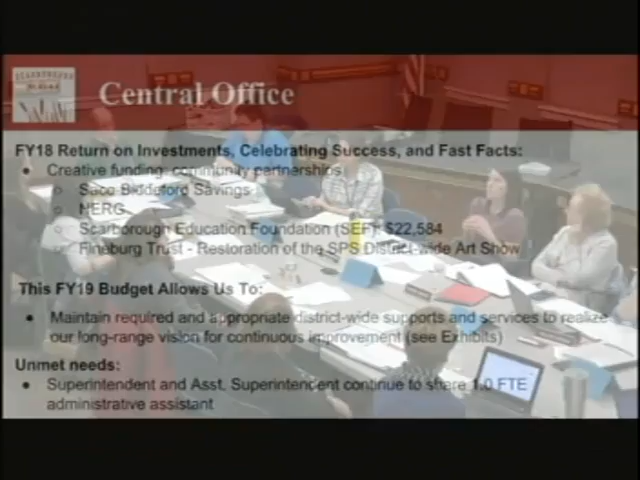 SCARBOROUGH
Central Office
FY18 Return on Investments, Celebrating Success, and Fast Facts:
● Creative funding: community partnerships
○ Saco Biddeford Savings
○ NERG
○ Scarborough Education Foundation (SEF): $22,584
○ Fineburg Trust - Restoration of the SPS District-wide Art Show
This FY19 Budget Allows Us To:
● Maintain required and appropriate district-wide supports and services to realize
our long-range vision for continuous improvement (see Exhibits)
Unmet needs:
● Superintendent and Asst. Superintendent continue to share 1.0 FTE
administrative assistant